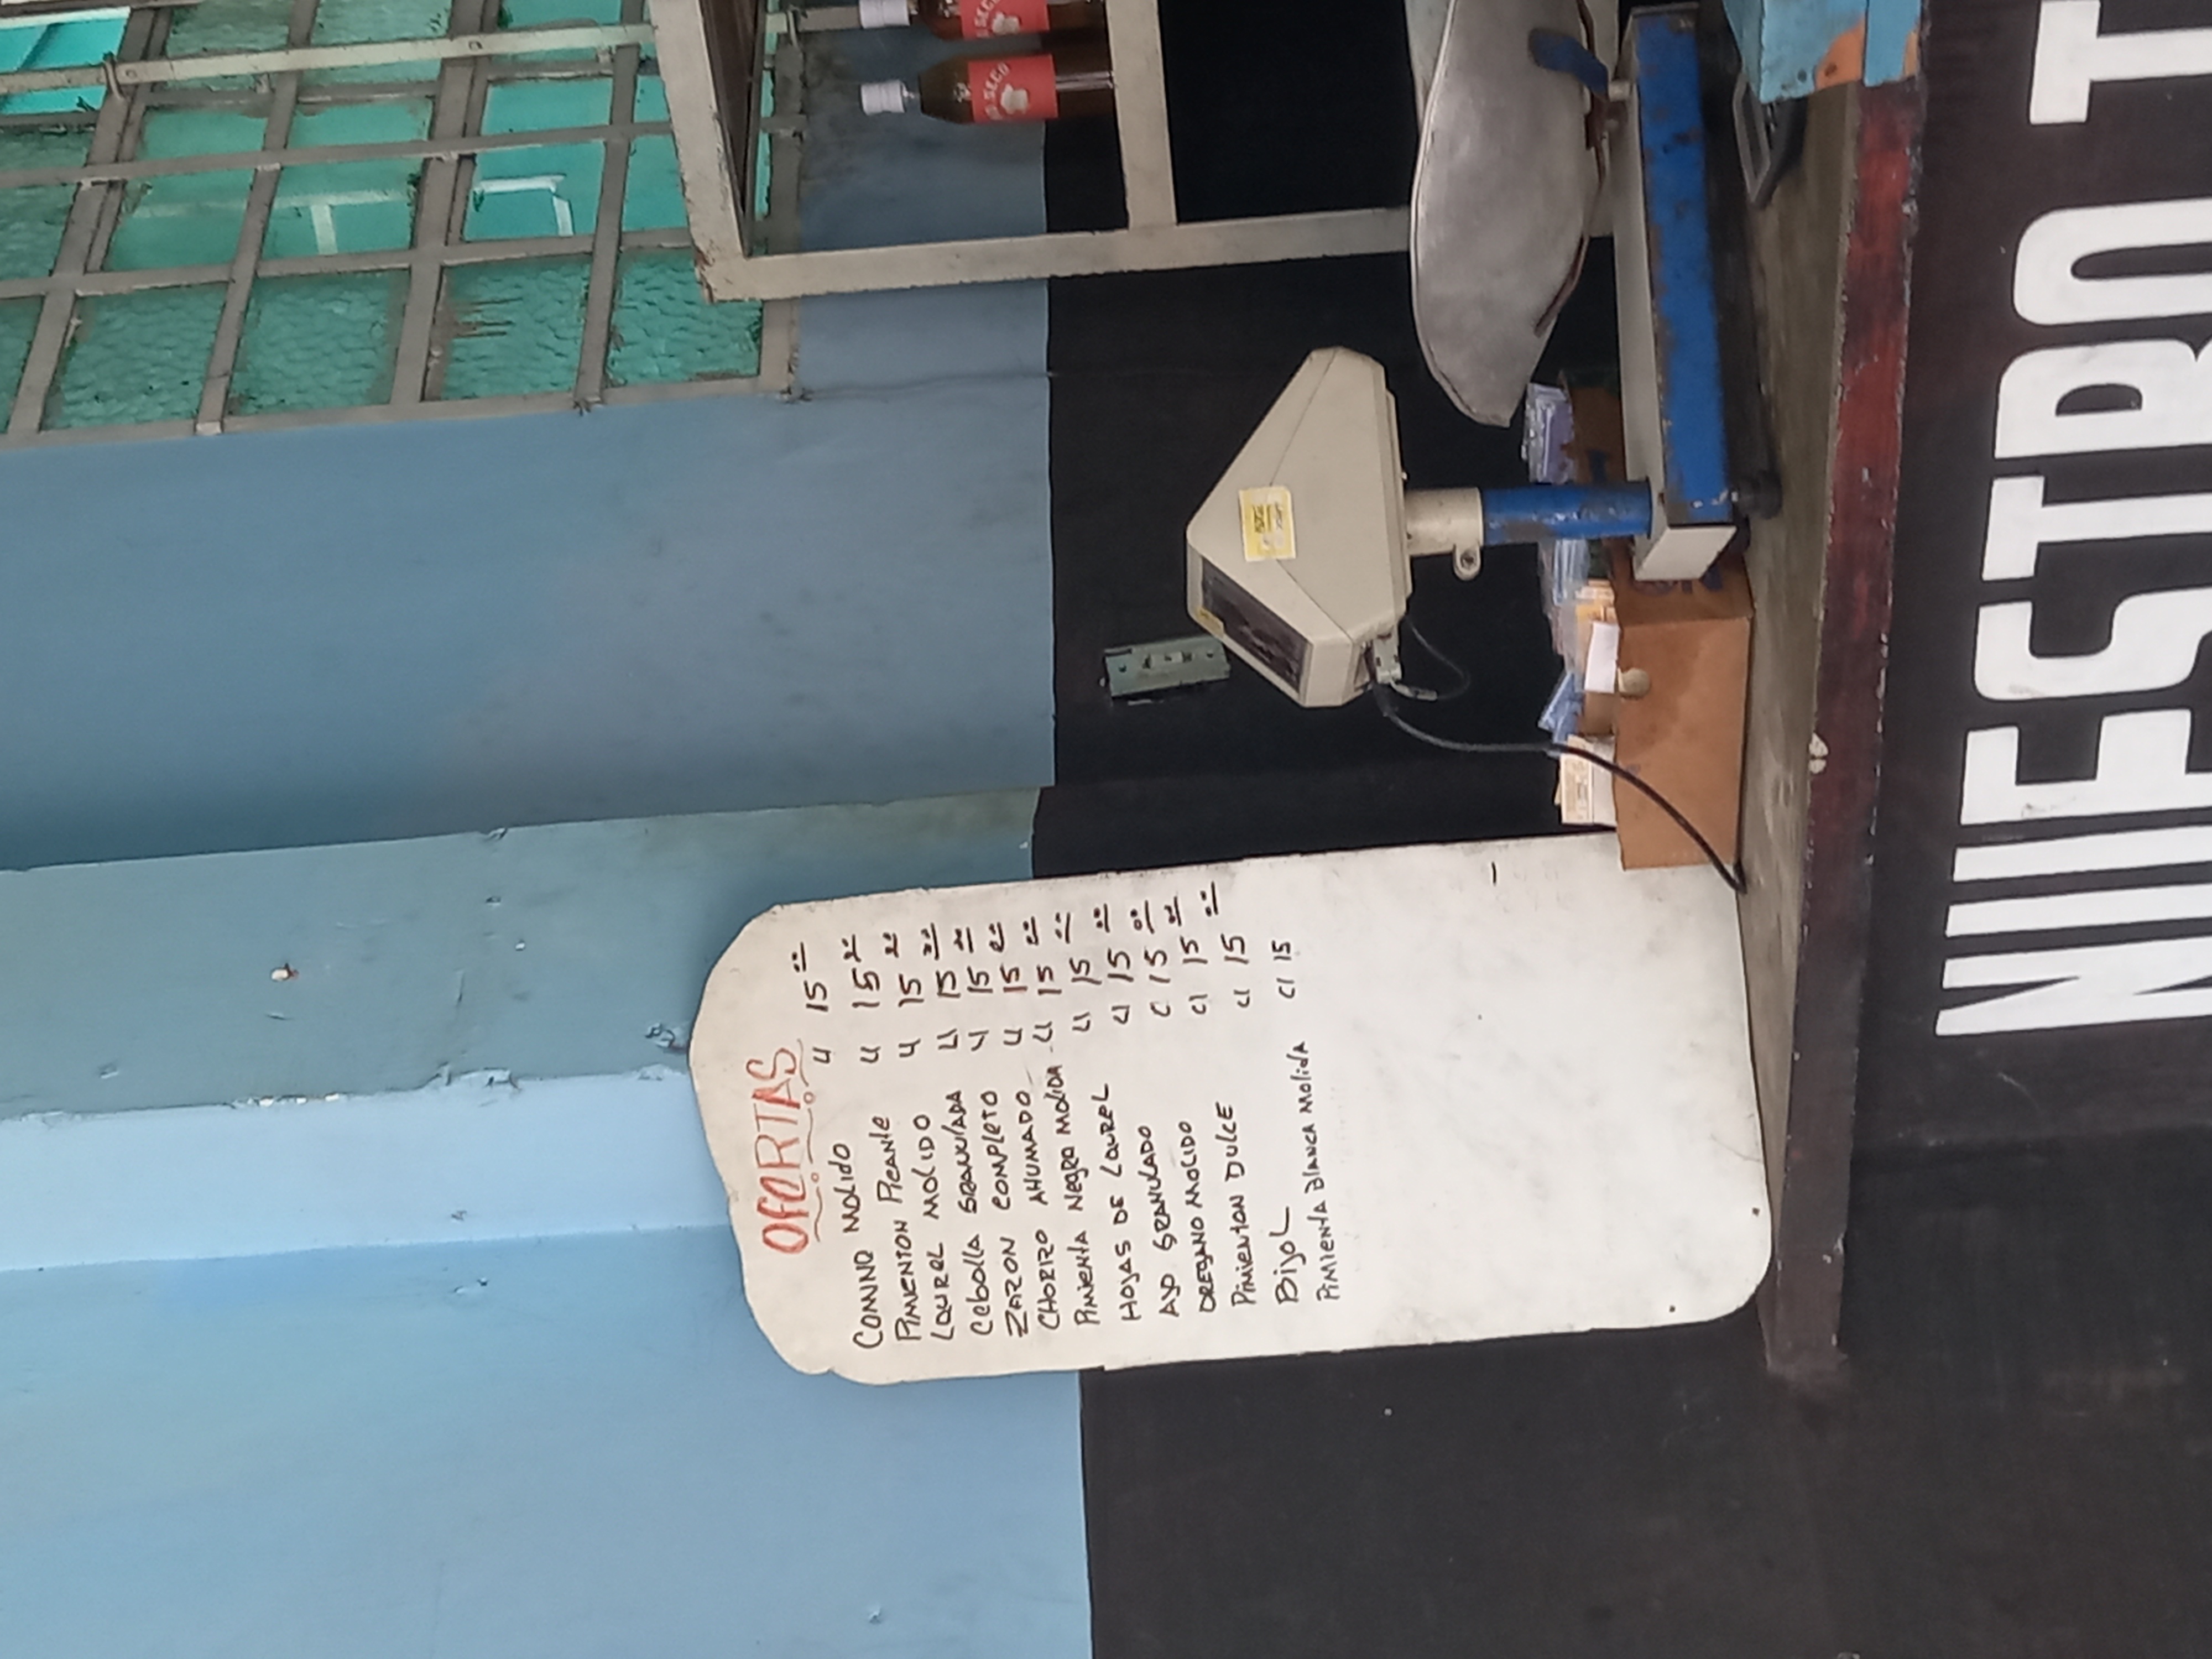 OFERTAS
COMINO MOLIDO U 15 00
PIMIENTON PICANTE U 15 00
LAUREL MOLIDO U 15 00
CEBOLLA GRANULADA U 15 00
ZAZON COMPLETO U 15 00
CHORIZO AHUMADO U 15 00
PIMIENTA NEGRA MOLIDA U 15 00
HOJAS DE LAUREL U 15 00
AJO GRANULADO U 15 00
OREGANO MOLIDO C 15 00
PIMIENTON DULCE C/ 15 00
BIJOL C/ 15 00
PIMIENTA BLANCA MOLIDA C/ 15
SECO
NUESTRO T